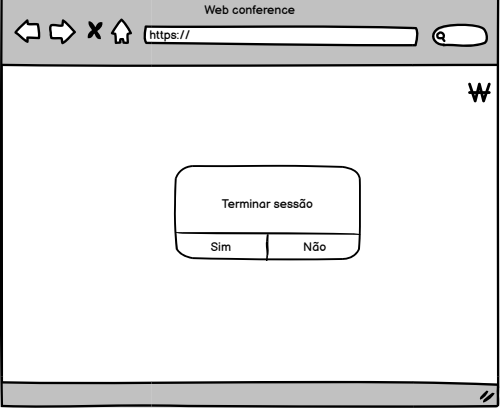 Web conference
https://
₩
Terminar sessão
Sim
Não